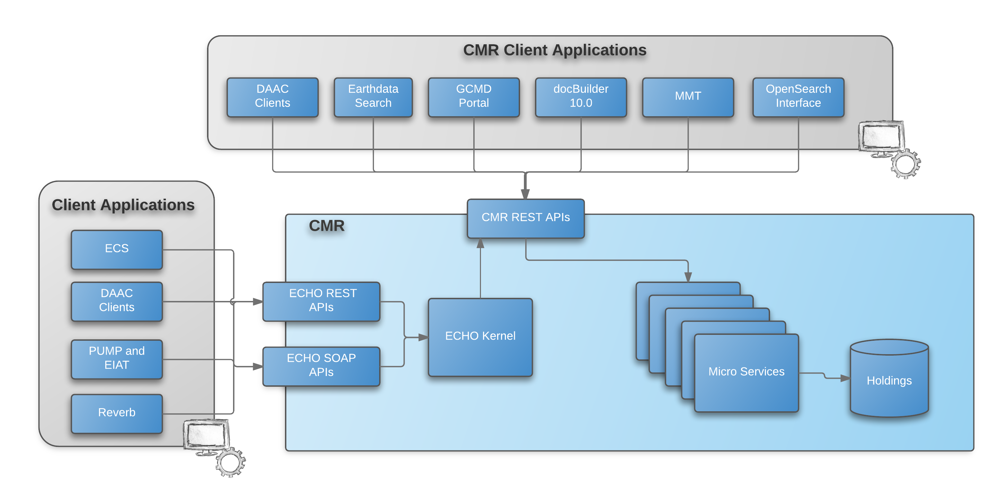 CMR Client Applications
DAAC
Clients
Earthdata
Search
GCMD
Portal
docBuilder
10.0
MMT
OpenSearch
Interface
Client Applications
ECS
DAAC
Clients
PUMP and
EIAT
Reverb
CMR
CMR REST APIs
ECHO REST
APIs
ECHO SOAP
APIs
ECHO Kernel
Micro Services
Holdings